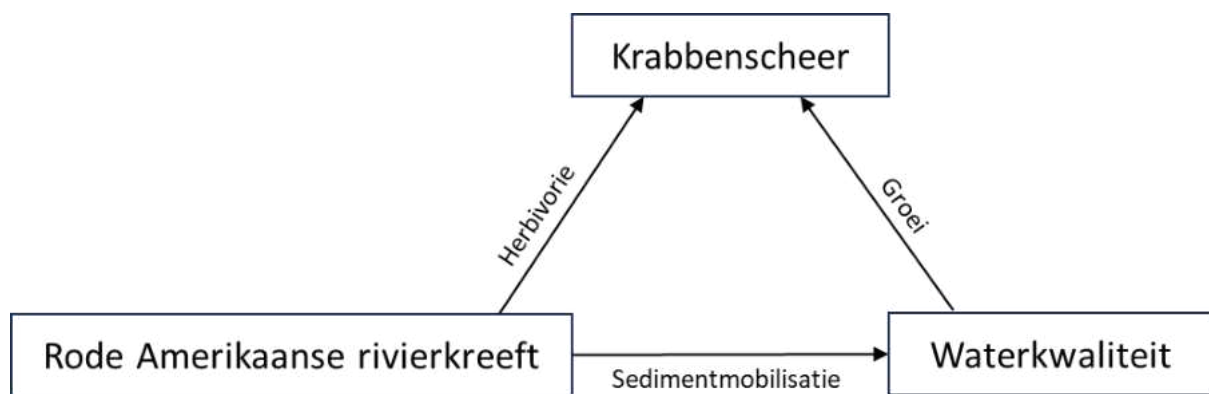 Krabbenscheer
Herbivorie
Groei
Rode Amerikaanse rivierkreeft
Sedimentmobilisatie
Waterkwaliteit